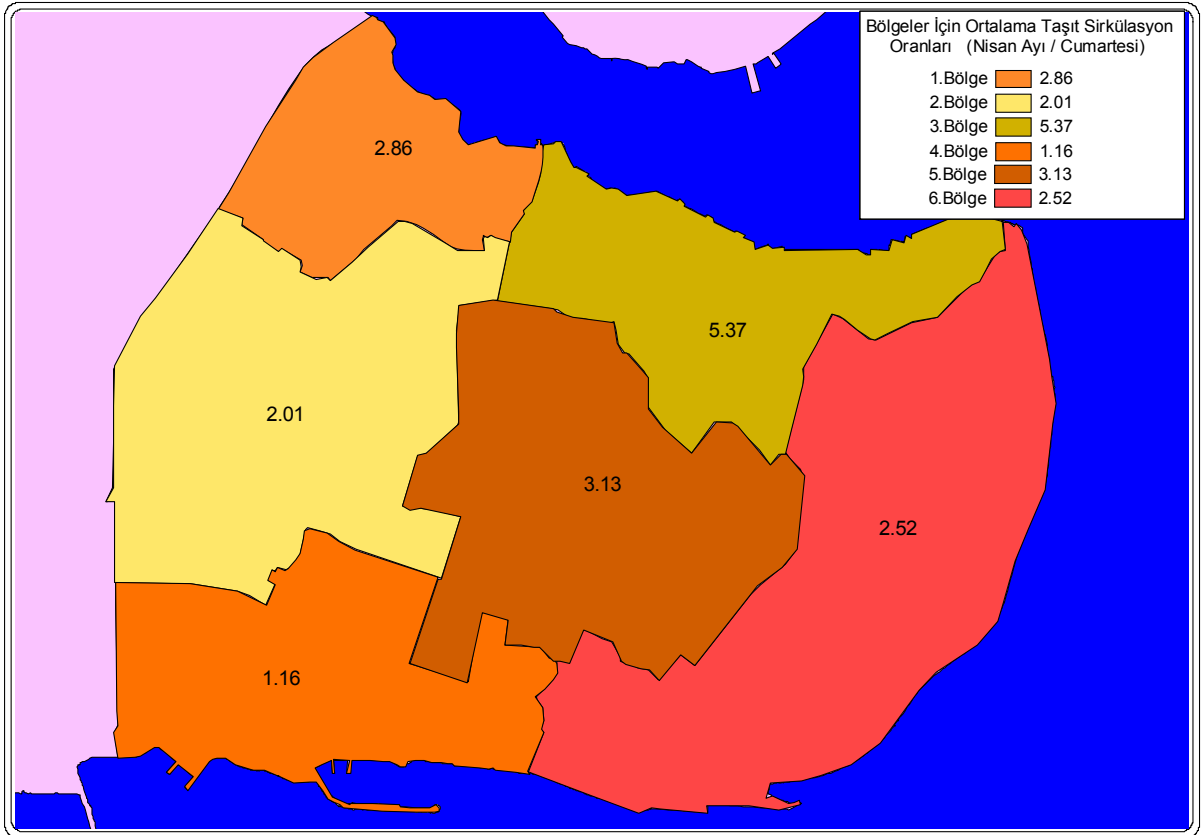 Bölgeler İçin Ortalama Taşıt Sirkülasyon
Oranları (Nisan Ayı / Cumartesi)
1.Bölge 2.86
2.Bölge 2.01
3.Bölge 5.37
4.Bölge 1.16
5.Bölge 3.13
6.Bölge 2.52
2.86
5.37
2.01
3.13
2.52
1.16